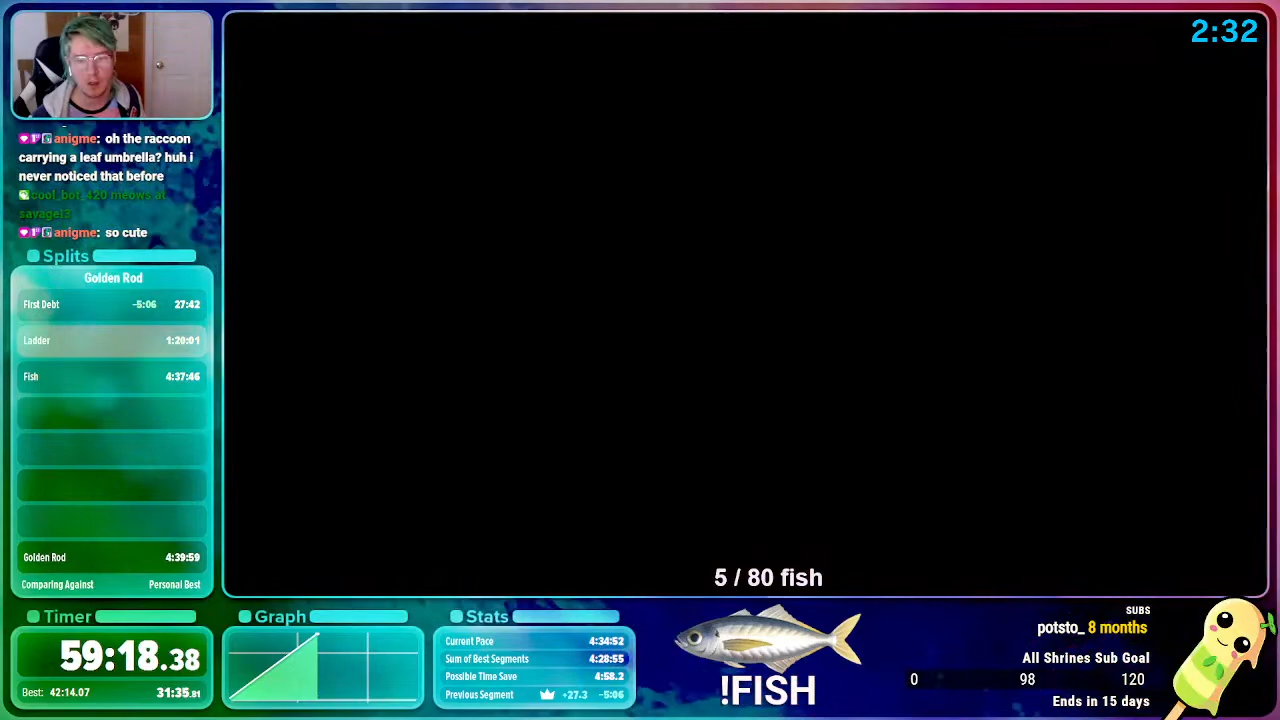 2:32
anigme: oh the raccoon
carrying a leaf umbrella? huh i
never noticed that before
cool_bot_420 meows at
savagel3
anigme: so cute
Splits
Golden Rod
First Debt -5:06 27:42
Ladder 1:20:01
Fish 4:37:46
Golden Rod 4:39:59
Comparing Against Personal Best
5 / 80 fish
Timer
59:18.38
Best: 42:14.07 31:35.81
Graph
Stats
Current Pace 4:34:52
Sum of Best Segments 4:28:55
Possible Time Save 4:58.2
Previous Segment +27.3 -5:06
!FISH
SUBS
potsto_ 8 months
All Shrines Sub Goal
0 98 120
Ends in 15 days